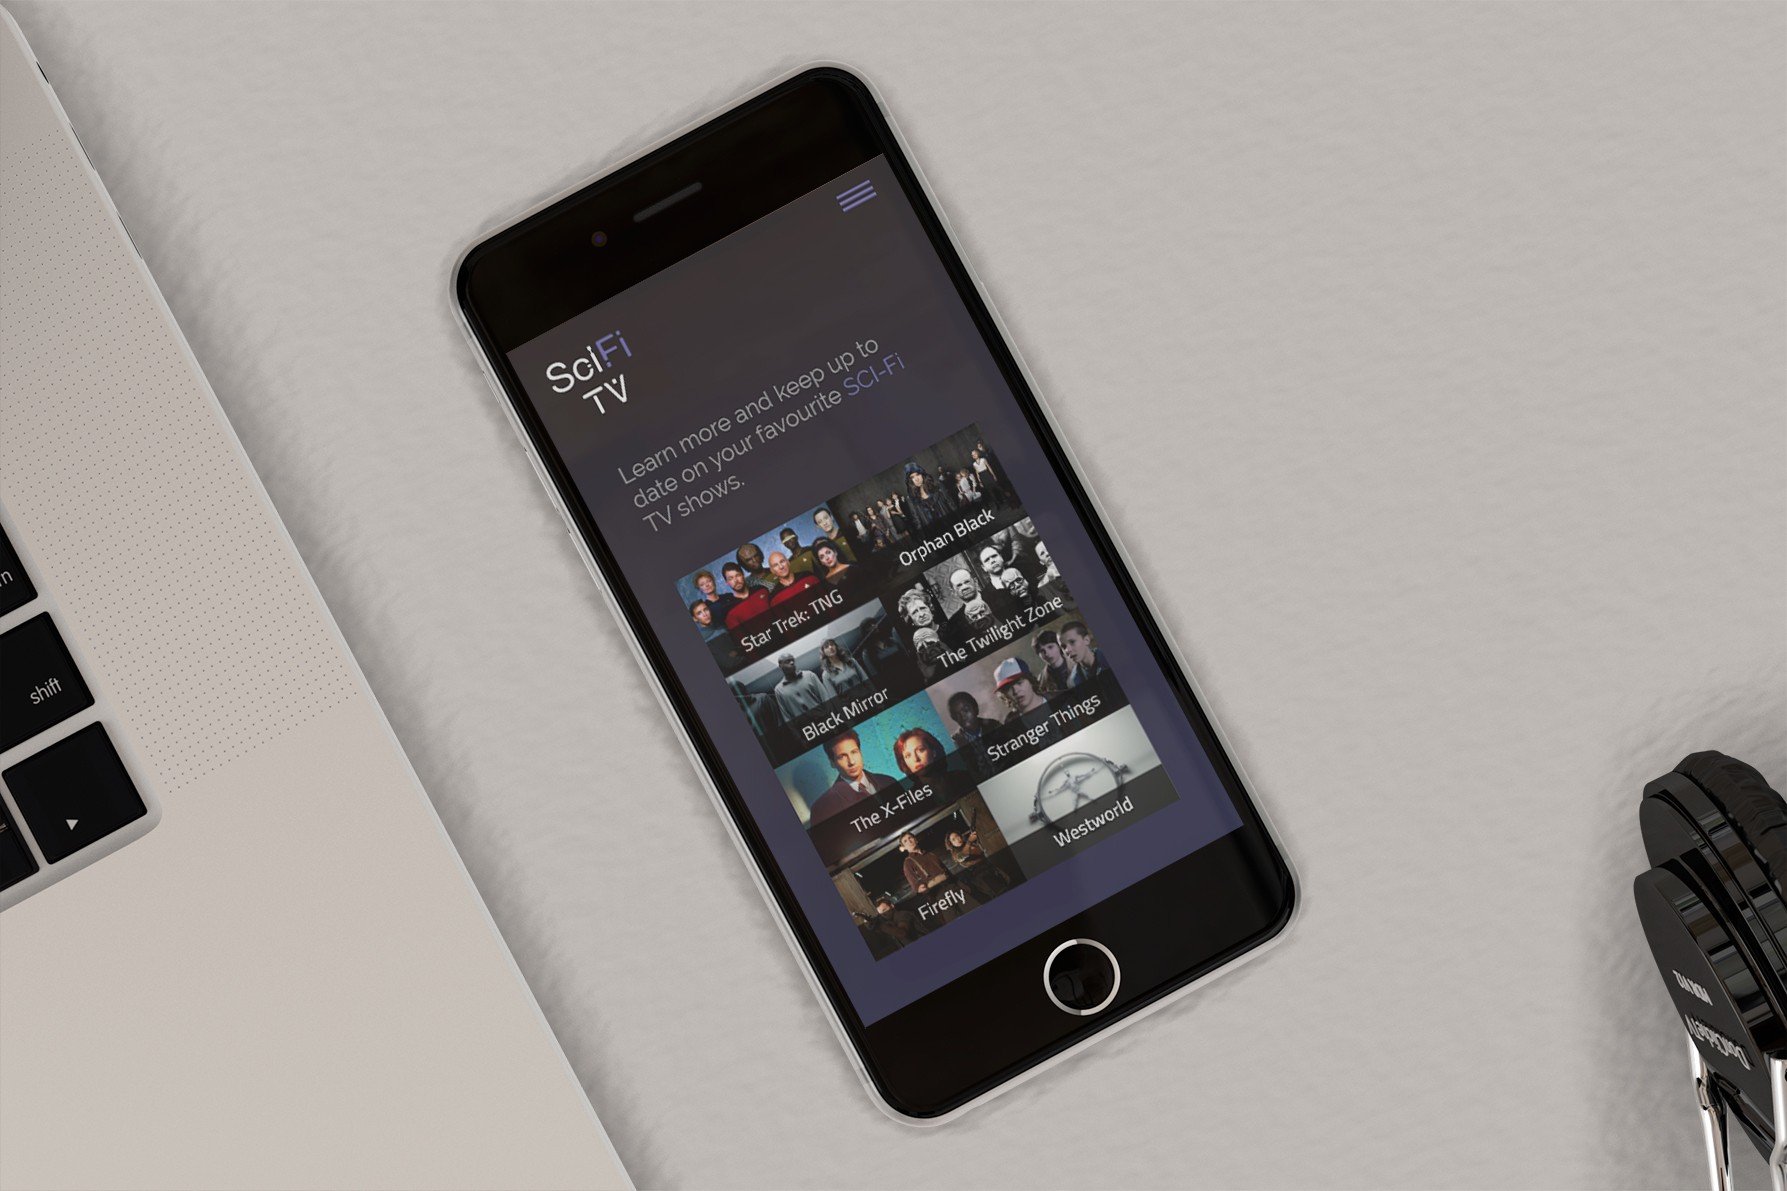 SciFi
TV
Learn more and keep up to
date on your favourite SCI-Fi
TV shows.
Star Trek: TNG
Orphan Black
Black Mirror
The Twilight Zone
The X-Files
Stranger Things
Firefly
Westworld
shift